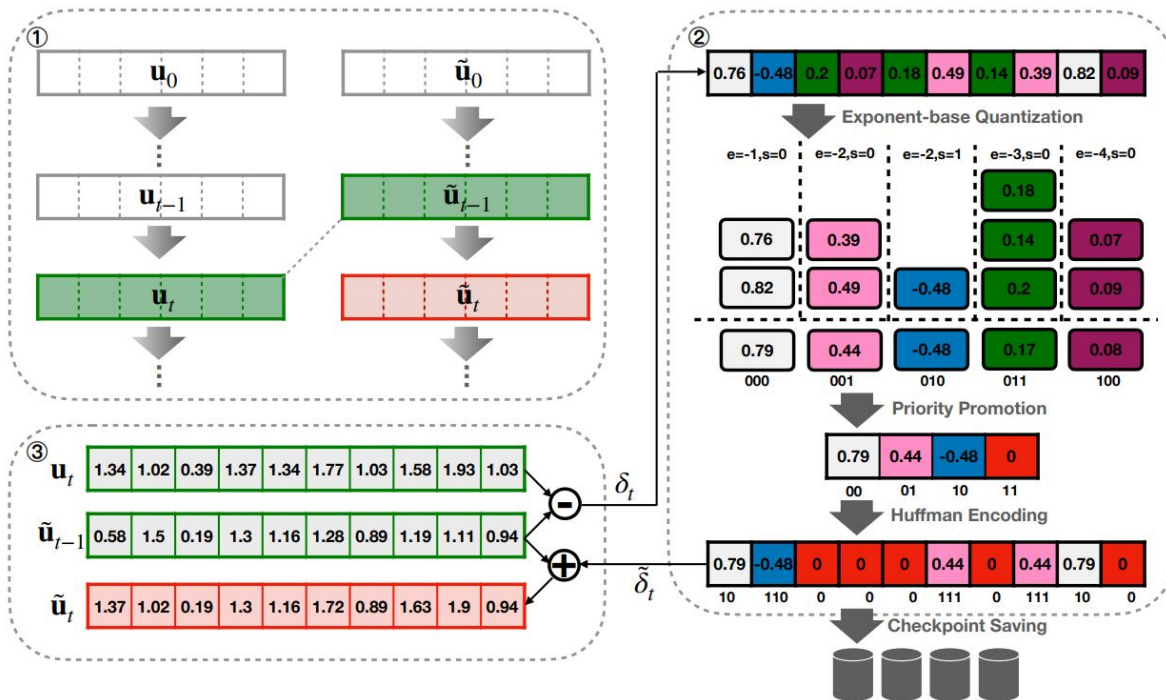 ①
u₀ ũ₀
uₜ₋₁ ũₜ₋₁
uₜ ũₜ
②
0.76 -0.48 0.2 0.07 0.18 0.49 0.14 0.39 0.82 0.09
Exponent-base Quantization
e=-1,s=0 e=-2,s=0 e=-2,s=1 e=-3,s=0 e=-4,s=0
0.18
0.76 0.39 0.14 0.07
0.82 0.49 -0.48 0.2 0.09
0.79 0.44 -0.48 0.17 0.08
000 001 010 011 100
Priority Promotion
0.79 0.44 -0.48 0
00 01 10 11
Huffman Encoding
0.79 -0.48 0 0 0 0.44 0 0.44 0.79 0
10 110 0 0 0 111 0 111 10 0
Checkpoint Saving
③
uₜ 1.34 1.02 0.39 1.37 1.34 1.77 1.03 1.58 1.93 1.03
- δₜ
ũₜ₋₁ 0.58 1.5 0.19 1.3 1.16 1.28 0.89 1.19 1.11 0.94
+ δ̃ₜ
ũₜ 1.37 1.02 0.19 1.3 1.16 1.72 0.89 1.63 1.9 0.94